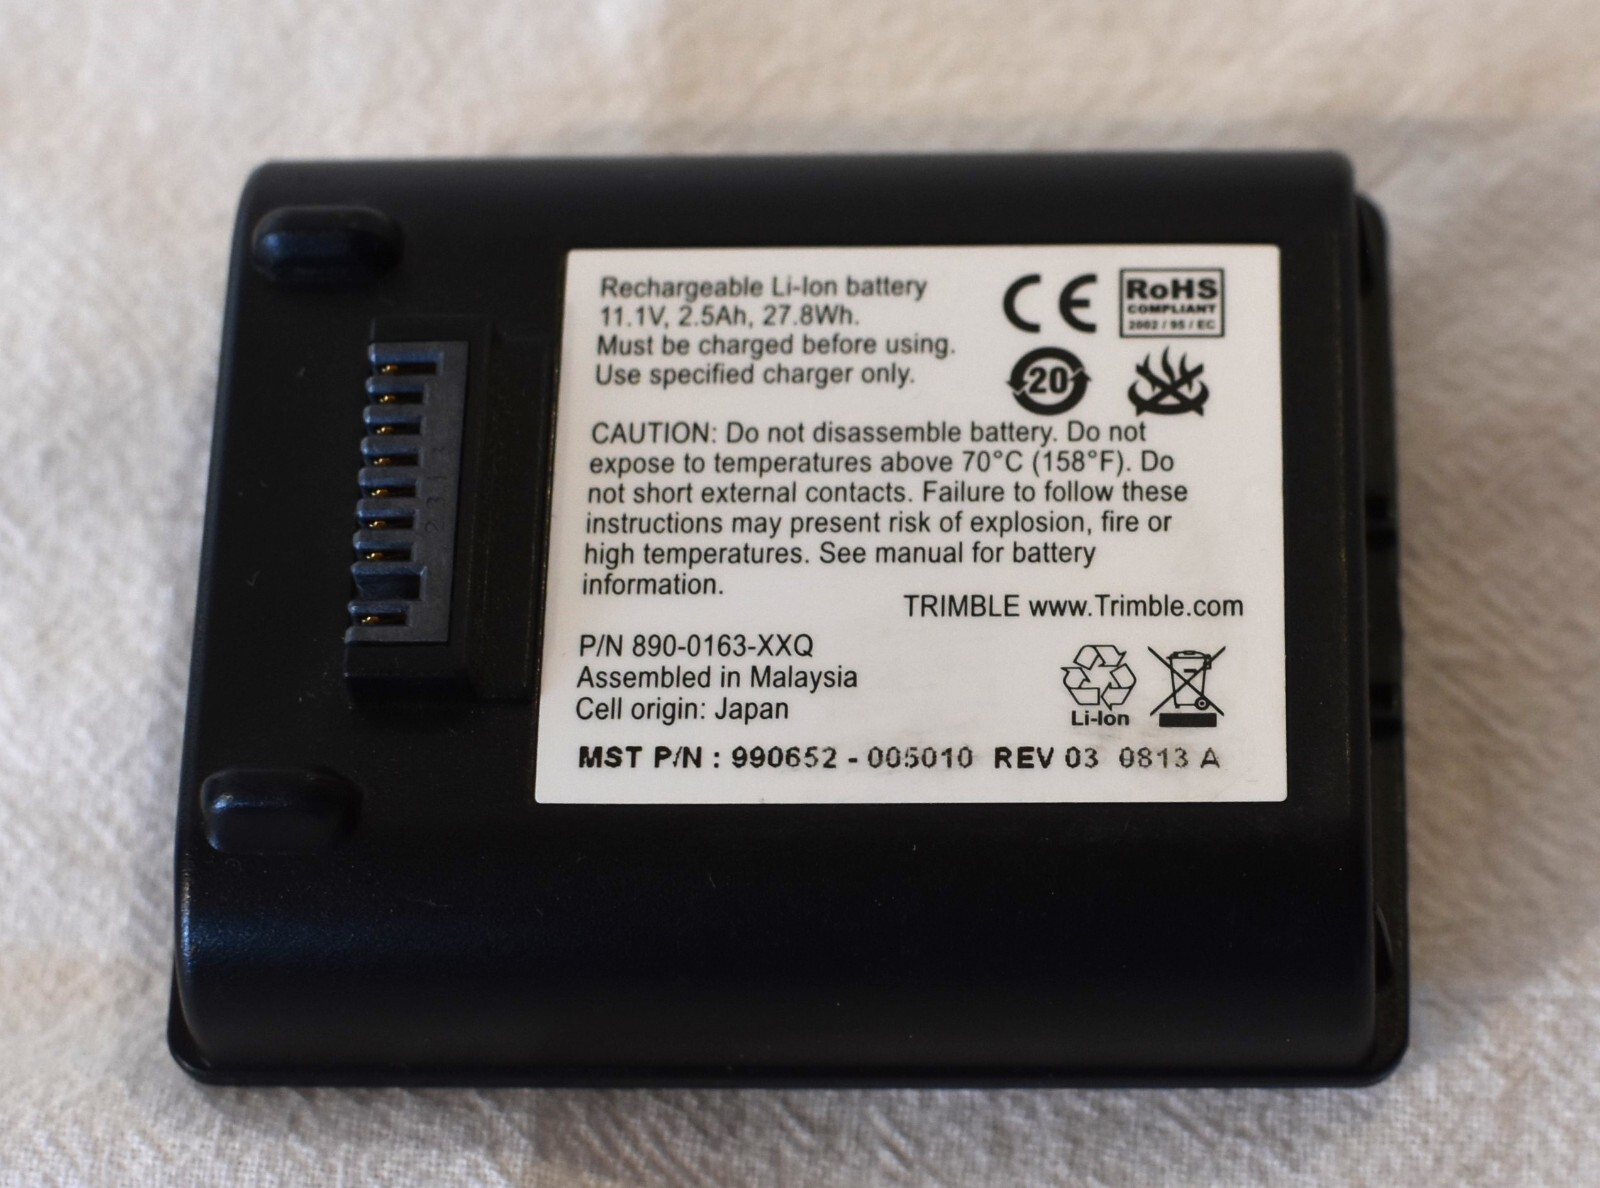 Rechargeable Li-Ion battery
11.1V, 2.5Ah, 27.8Wh.
Must be charged before using.
Use specified charger only.
CE
RoHS
COMPLIANT
2002 / 95 / EC
20
CAUTION: Do not disassemble battery. Do not
expose to temperatures above 70°C (158°F). Do
not short external contacts. Failure to follow these
instructions may present risk of explosion, fire or
high temperatures. See manual for battery
information.
TRIMBLE www.Trimble.com
P/N 890-0163-XXQ
Assembled in Malaysia
Cell origin: Japan
Li-Ion
MST P/N : 990652 - 005010 REV 03 0813 A